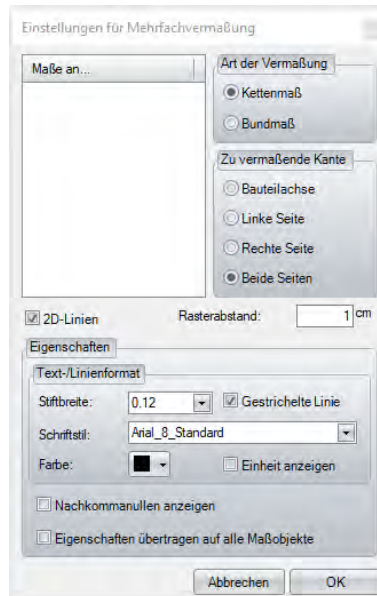 Einstellungen für Mehrfachvermaßung
Maße an...
Art der Vermaßung
Kettenmaß
Bundmaß
Zu vermaßende Kante
Bauteilachse
Linke Seite
Rechte Seite
Beide Seiten
2D-Linien Rasterabstand: 1 cm
Eigenschaften
Text-/Linienformat
Stiftbreite: 0.12 Gestrichelte Linie
Schriftstil: Arial_8_Standard
Farbe: Einheit anzeigen
Nachkommanullen anzeigen
Eigenschaften übertragen auf alle Maßobjekte
Abbrechen OK